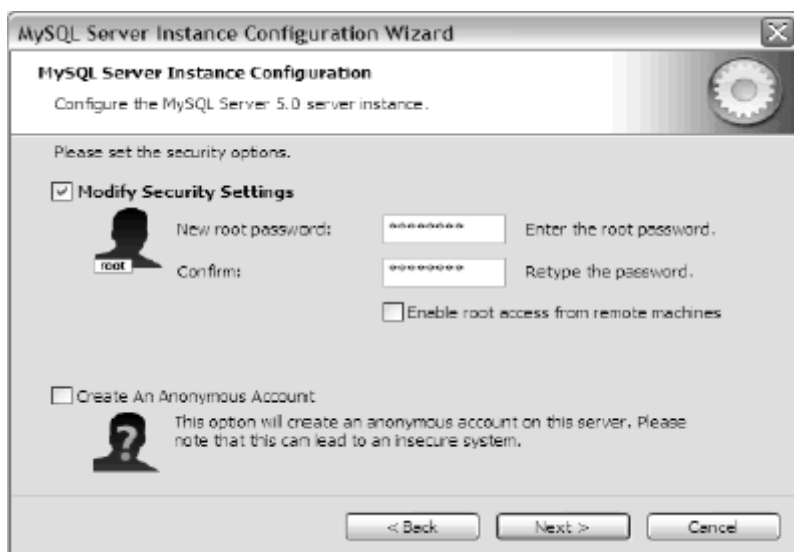 MySQL Server Instance Configuration Wizard
MySQL Server Instance Configuration
Configure the MySQL Server 5.0 server instance.
Please set the security options.
Modify Security Settings
root
New root password: ******** Enter the root password.
Confirm: ******** Retype the password.
Enable root access from remote machines
Create An Anonymous Account
This option will create an anonymous account on this server. Please
note that this can lead to an insecure system.
< Back Next > Cancel